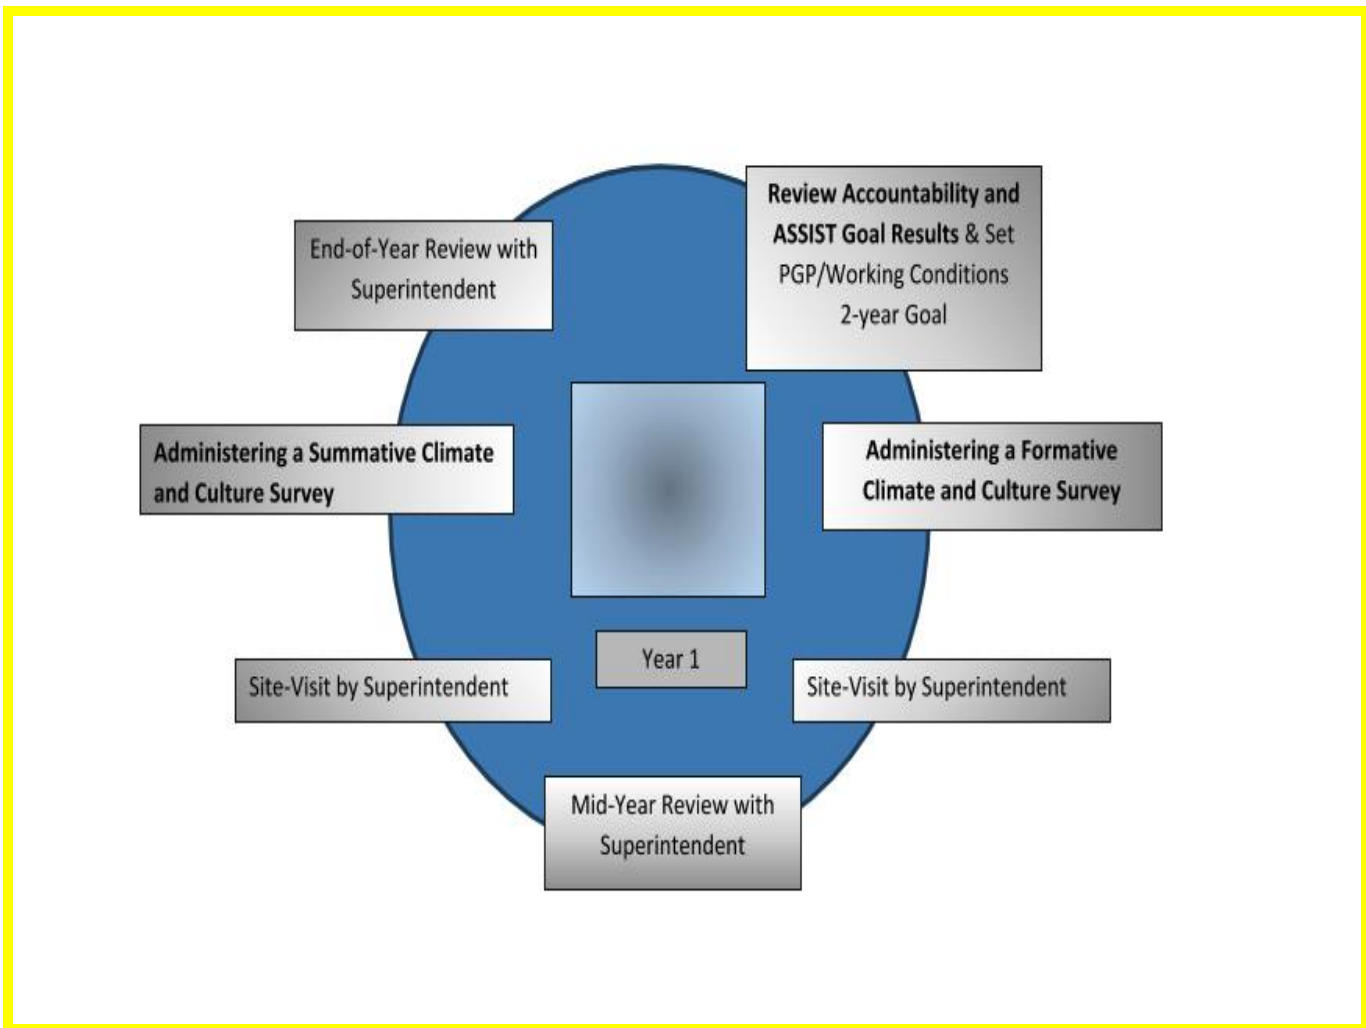 Review Accountability and
ASSIST Goal Results & Set
PGP/Working Conditions
2-year Goal
End-of-Year Review with
Superintendent
Administering a Summative Climate
and Culture Survey
Administering a Formative
Climate and Culture Survey
Year 1
Site-Visit by Superintendent
Site-Visit by Superintendent
Mid-Year Review with
Superintendent